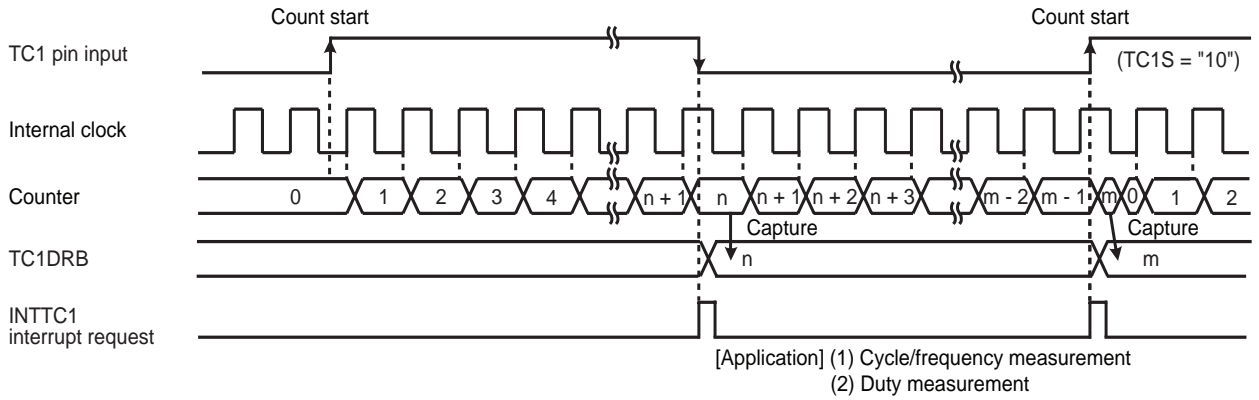 Count start Count start
TC1 pin input
(TC1S = "10")
Internal clock
Counter 0 1 2 3 4 n + 1 n n + 1 n + 2 n + 3 m - 2 m - 1 m 0 1 2
Capture Capture
TC1DRB n m
INTTC1
interrupt request
[Application] (1) Cycle/frequency measurement
(2) Duty measurement